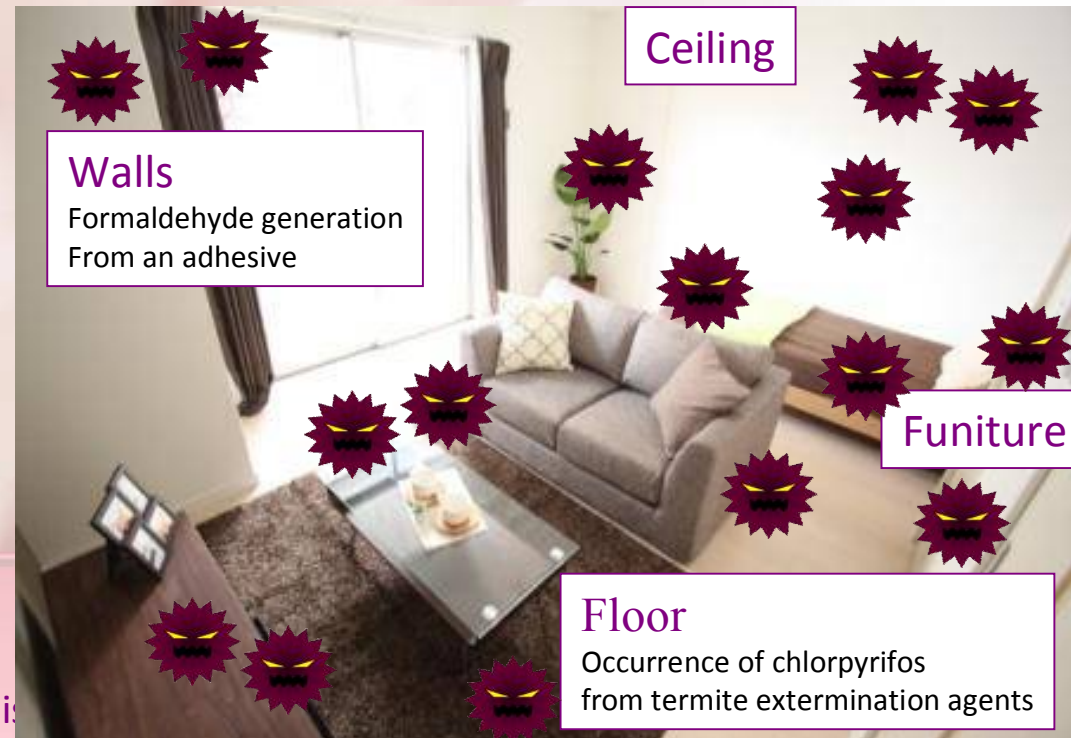 Ceiling
Walls
Formaldehyde generation
From an adhesive
Funiture
Floor
Occurrence of chlorpyrifos
from termite extermination agents